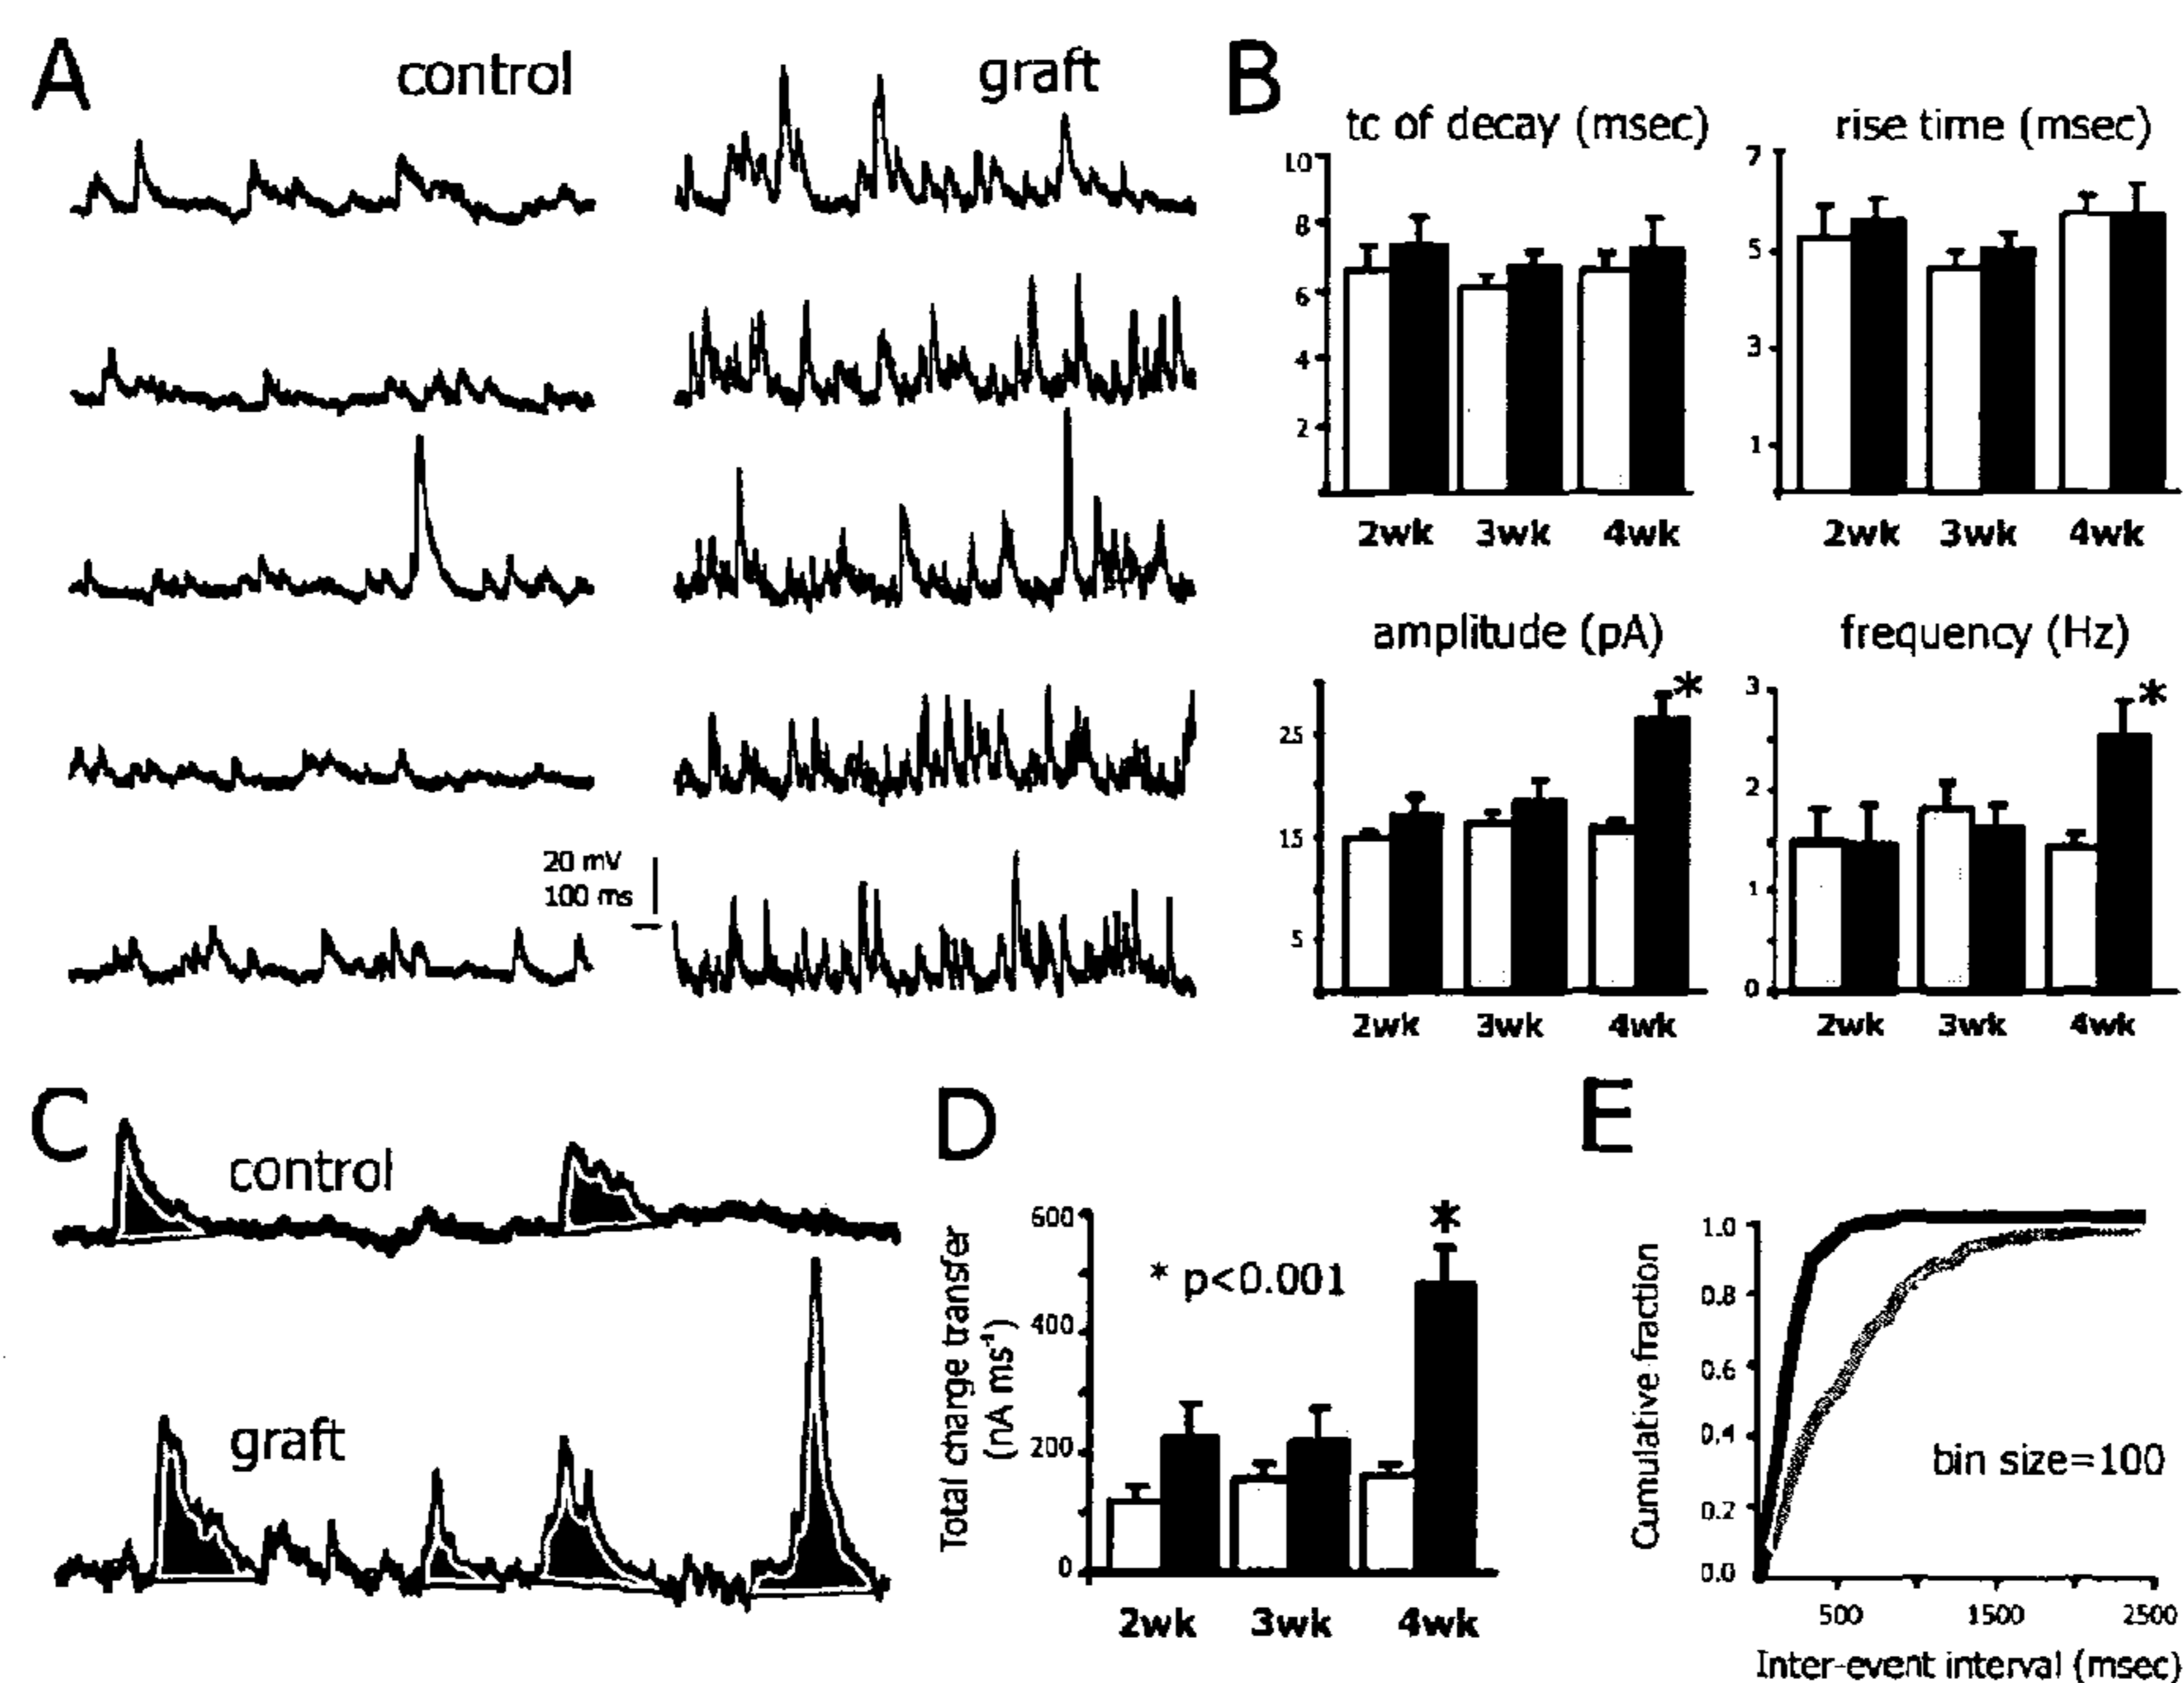 A
control
graft
20 mV
100 ms
B
tc of decay (msec)
10
8
6
4
2
2wk 3wk 4wk
rise time (msec)
7
5
3
1
2wk 3wk 4wk
amplitude (pA)
25
15
5
*
2wk 3wk 4wk
frequency (Hz)
3
2
1
0
*
2wk 3wk 4wk
C
control
graft
D
Total charge transfer
(nA ms⁻¹)
600
400
200
0
* p<0.001
*
2wk 3wk 4wk
E
Cumulative fraction
1.0
0.8
0.6
0.4
0.2
0.0
bin size=100
500 1500 2500
Inter-event interval (msec)